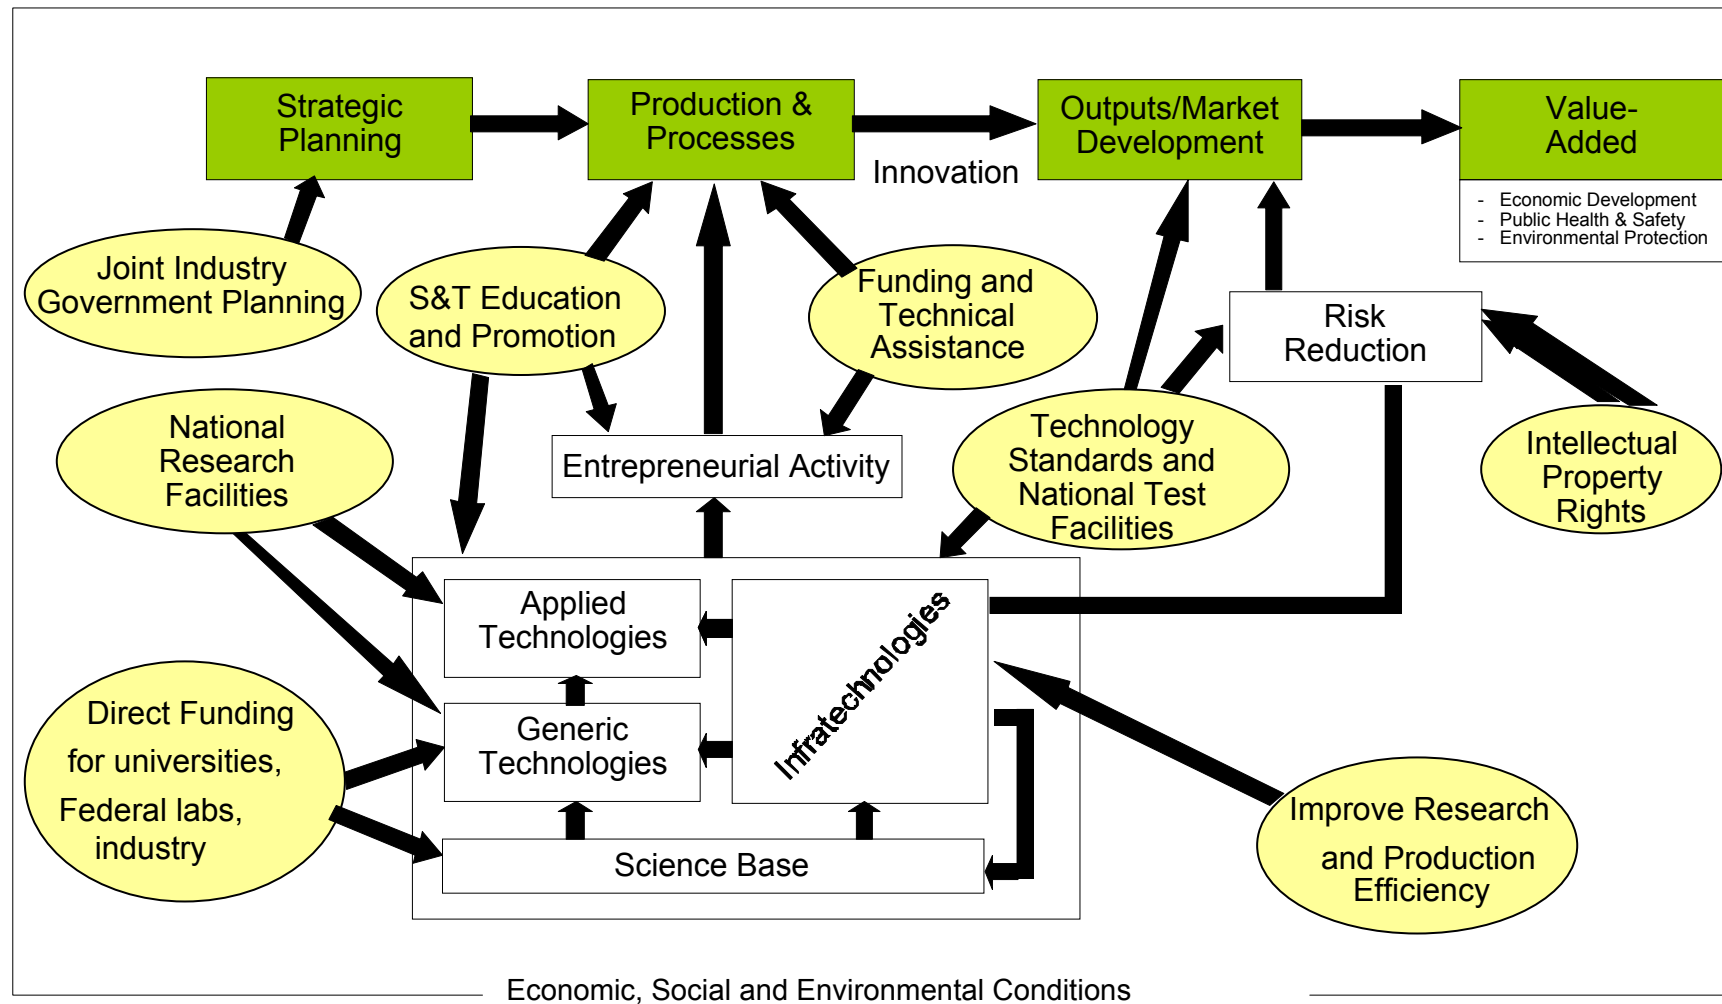 Strategic
Planning
Production &
Processes
Innovation
Outputs/Market
Development
Value-
Added
- Economic Development
- Public Health & Safety
- Environmental Protection
Joint Industry
Government Planning
S&T Education
and Promotion
Funding and
Technical
Assistance
Risk
Reduction
National
Research
Facilities
Entrepreneurial Activity
Technology
Standards and
National Test
Facilities
Intellectual
Property
Rights
Applied
Technologies
Infratechnologies
Generic
Technologies
Direct Funding
for universities,
Federal labs,
industry
Science Base
Improve Research
and Production
Efficiency
Economic, Social and Environmental Conditions